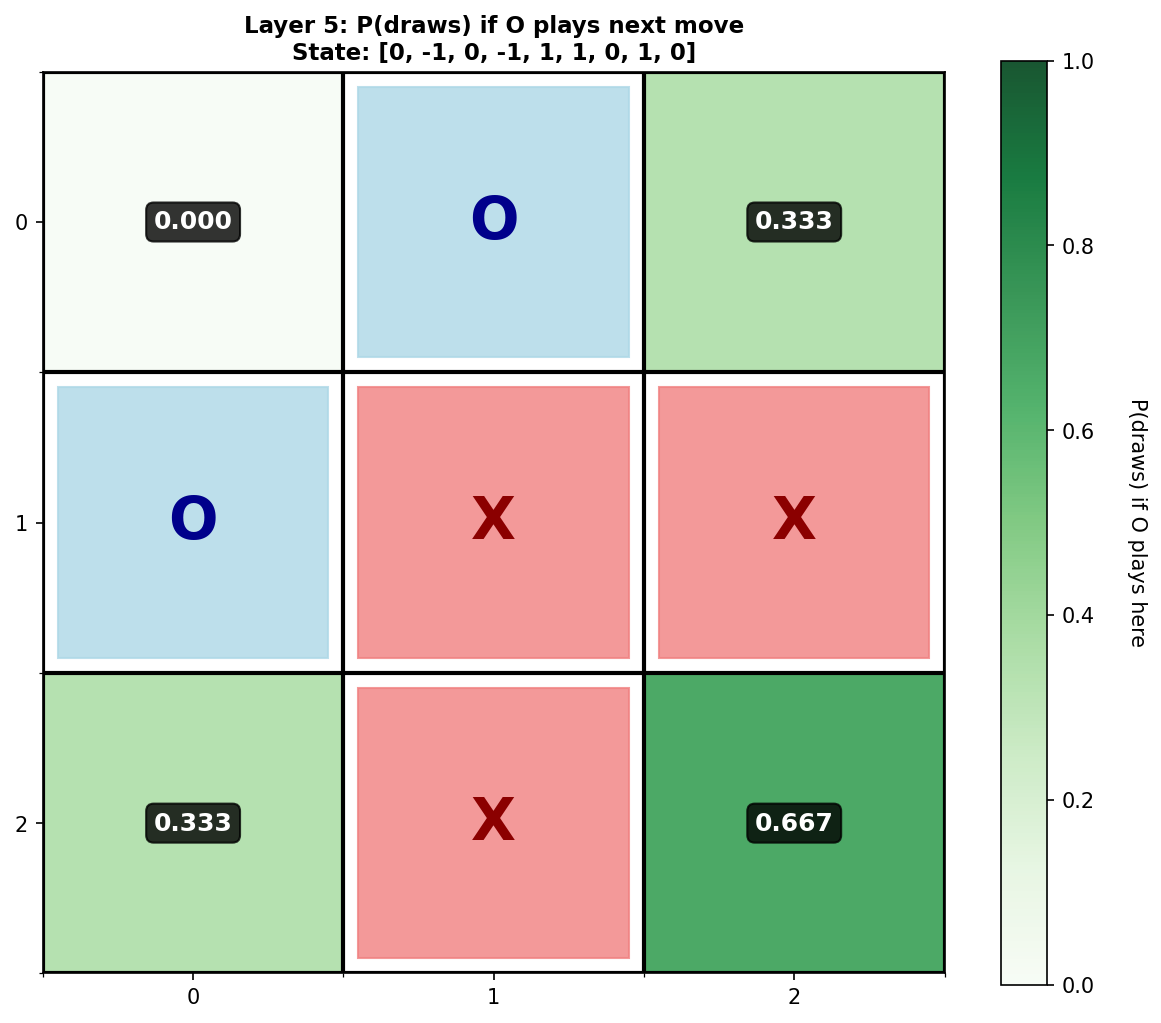 Layer 5: P(draws) if O plays next move
State: [0, -1, 0, -1, 1, 1, 0, 1, 0]
0.000 O 0.333
O X X
0.333 X 0.667
0
1
2
0 1 2
1.0
0.8
0.6
0.4
0.2
0.0
P(draws) if O plays here